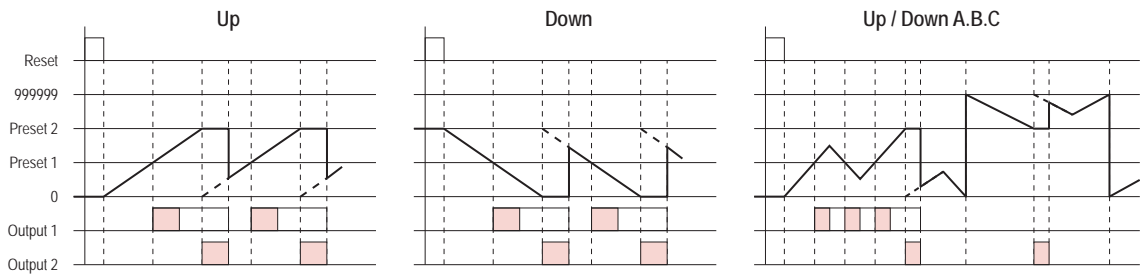 Up
Down
Up / Down A.B.C
Reset
999999
Preset 2
Preset 1
0
Output 1
Output 2